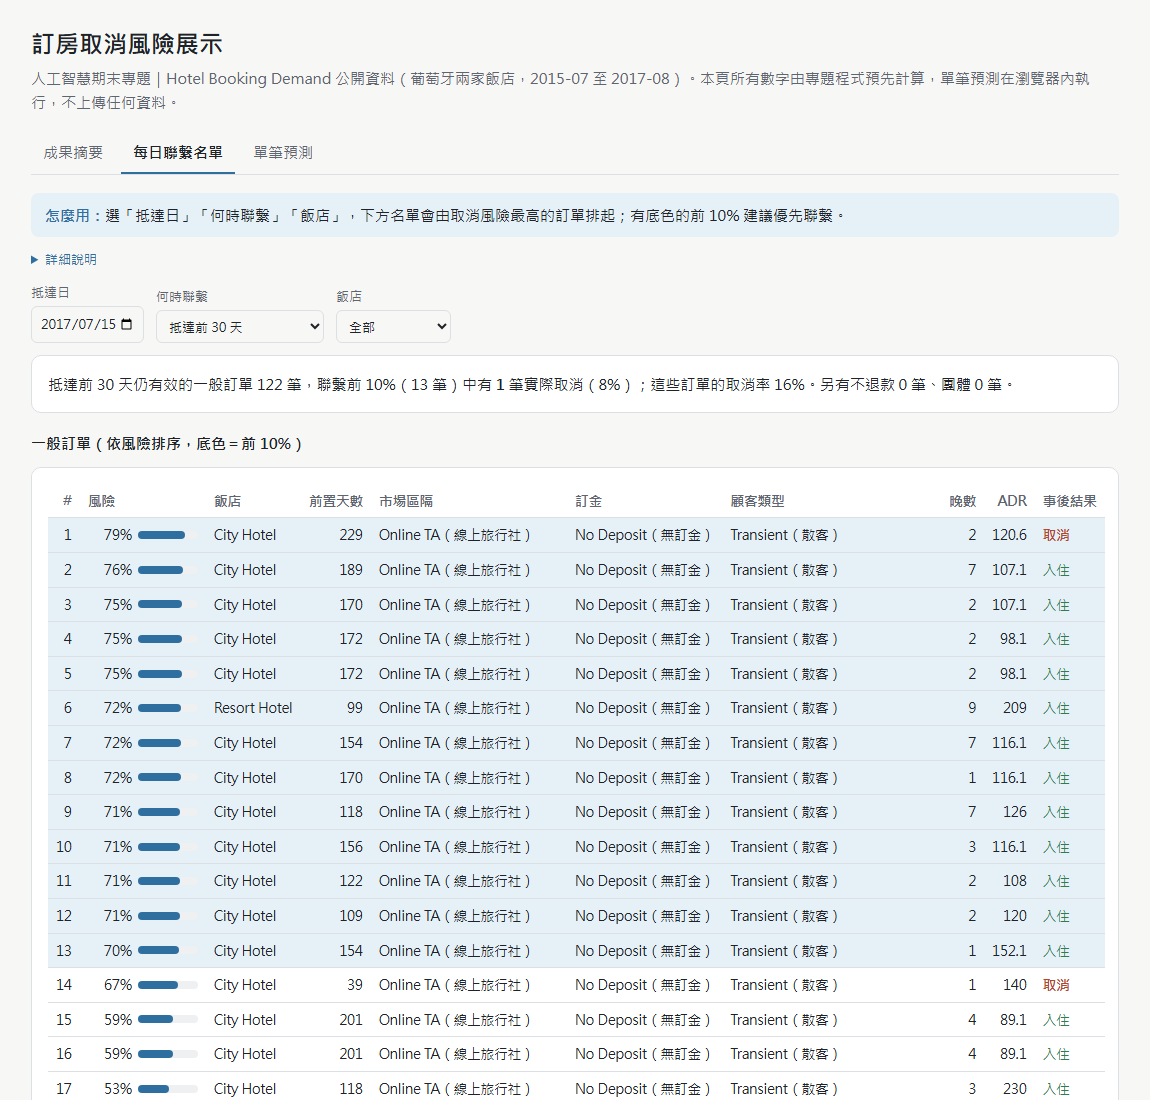 訂房取消風險展示
人工智慧期末專題｜Hotel Booking Demand 公開資料（葡萄牙兩家飯店，2015-07 至 2017-08）。本頁所有數字由專題程式預先計算，單筆預測在瀏覽器內執
行，不上傳任何資料。
成果摘要 每日聯繫名單 單筆預測
怎麼用：選「抵達日」「何時聯繫」「飯店」，下方名單會由取消風險最高的訂單排起；有底色的前 10% 建議優先聯繫。
▶ 詳細說明
抵達日 何時聯繫 飯店
2017/07/15 抵達前 30 天 全部
抵達前 30 天仍有效的一般訂單 122 筆，聯繫前 10%（13 筆）中有 1 筆實際取消（8%）；這些訂單的取消率 16%。另有不退款 0 筆、團體 0 筆。
一般訂單（依風險排序，底色＝前 10%）
# 風險 飯店 前置天數 市場區隔 訂金 顧客類型 晚數 ADR 事後結果
1 79% City Hotel 229 Online TA（線上旅行社） No Deposit（無訂金） Transient（散客） 2 120.6 取消
2 76% City Hotel 189 Online TA（線上旅行社） No Deposit（無訂金） Transient（散客） 7 107.1 入住
3 75% City Hotel 170 Online TA（線上旅行社） No Deposit（無訂金） Transient（散客） 2 107.1 入住
4 75% City Hotel 172 Online TA（線上旅行社） No Deposit（無訂金） Transient（散客） 2 98.1 入住
5 75% City Hotel 172 Online TA（線上旅行社） No Deposit（無訂金） Transient（散客） 2 98.1 入住
6 72% Resort Hotel 99 Online TA（線上旅行社） No Deposit（無訂金） Transient（散客） 9 209 入住
7 72% City Hotel 154 Online TA（線上旅行社） No Deposit（無訂金） Transient（散客） 7 116.1 入住
8 72% City Hotel 170 Online TA（線上旅行社） No Deposit（無訂金） Transient（散客） 1 116.1 入住
9 71% City Hotel 118 Online TA（線上旅行社） No Deposit（無訂金） Transient（散客） 7 126 入住
10 71% City Hotel 156 Online TA（線上旅行社） No Deposit（無訂金） Transient（散客） 3 116.1 入住
11 71% City Hotel 122 Online TA（線上旅行社） No Deposit（無訂金） Transient（散客） 2 108 入住
12 71% City Hotel 109 Online TA（線上旅行社） No Deposit（無訂金） Transient（散客） 2 120 入住
13 70% City Hotel 154 Online TA（線上旅行社） No Deposit（無訂金） Transient（散客） 1 152.1 入住
14 67% City Hotel 39 Online TA（線上旅行社） No Deposit（無訂金） Transient（散客） 1 140 取消
15 59% City Hotel 201 Online TA（線上旅行社） No Deposit（無訂金） Transient（散客） 4 89.1 入住
16 59% City Hotel 201 Online TA（線上旅行社） No Deposit（無訂金） Transient（散客） 4 89.1 入住
17 53% City Hotel 118 Online TA（線上旅行社） No Deposit（無訂金） Transient（散客） 3 230 入住